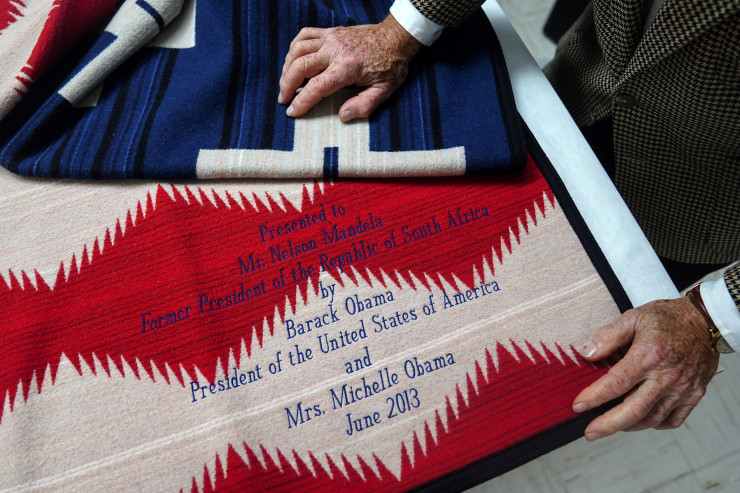 Presented to
Mr. Nelson Mandela
Former President of the Republic of South Africa
by
Barack Obama
President of the United States of America
and
Mrs. Michelle Obama
June 2013